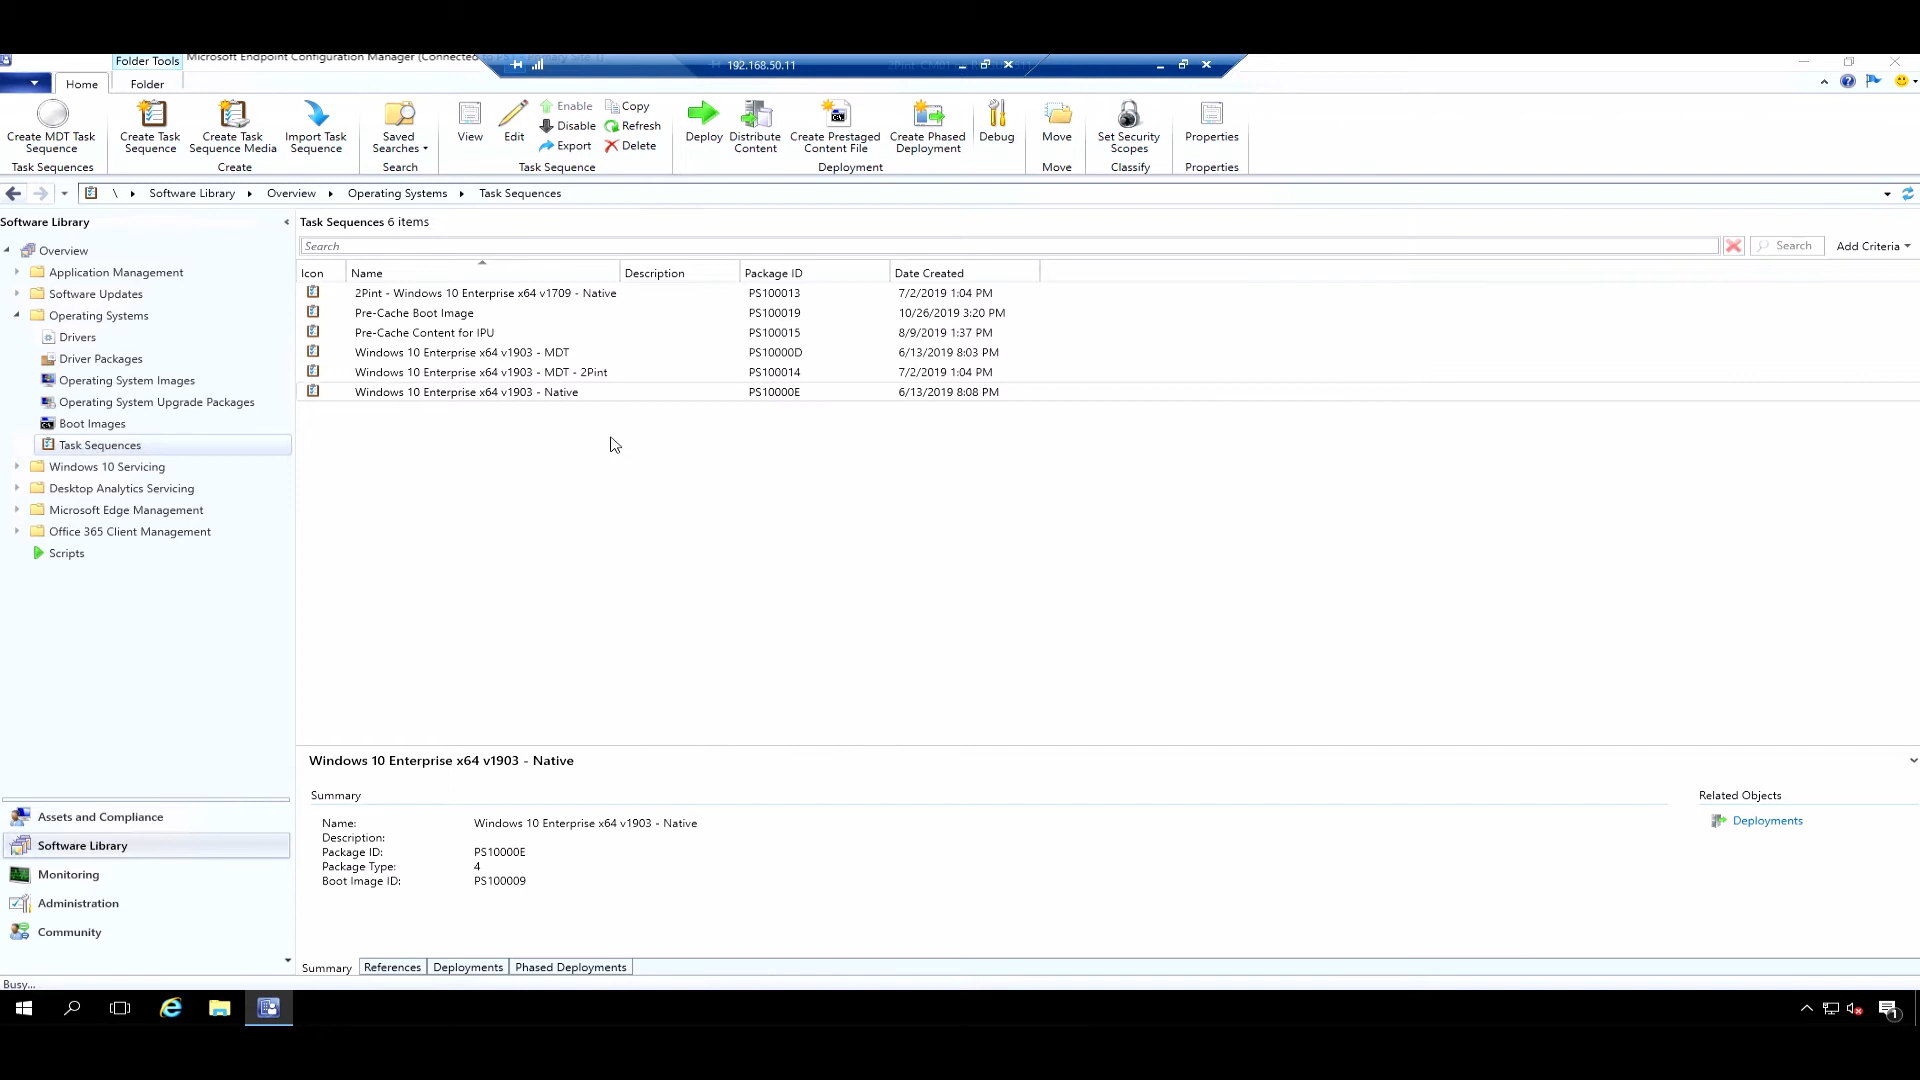 Folder Tools
Microsoft Endpoint Configuration Manager (Connected to
192.168.50.11
Home Folder
Create MDT Task Sequence
Create Task Sequence
Create Task Sequence Media
Import Task Sequence
Saved Searches
View
Edit
Enable
Disable
Export
Copy
Refresh
Delete
Deploy
Distribute Content
Create Prestaged Content File
Create Phased Deployment
Debug
Move
Set Security Scopes
Properties
Task Sequences Create Search Task Sequence Deployment Move Classify Properties
\ Software Library Overview Operating Systems Task Sequences
Software Library
Overview
Application Management
Software Updates
Operating Systems
Drivers
Driver Packages
Operating System Images
Operating System Upgrade Packages
Boot Images
Task Sequences
Windows 10 Servicing
Desktop Analytics Servicing
Microsoft Edge Management
Office 365 Client Management
Scripts
Assets and Compliance
Software Library
Monitoring
Administration
Community
Task Sequences 6 items
Search Search Add Criteria
Icon Name Description Package ID Date Created
2Pint - Windows 10 Enterprise x64 v1709 - Native PS100013 7/2/2019 1:04 PM
Pre-Cache Boot Image PS100019 10/26/2019 3:20 PM
Pre-Cache Content for IPU PS100015 8/9/2019 1:37 PM
Windows 10 Enterprise x64 v1903 - MDT PS10000D 6/13/2019 8:03 PM
Windows 10 Enterprise x64 v1903 - MDT - 2Pint PS100014 7/2/2019 1:04 PM
Windows 10 Enterprise x64 v1903 - Native PS10000E 6/13/2019 8:08 PM
Windows 10 Enterprise x64 v1903 - Native
Summary
Name: Windows 10 Enterprise x64 v1903 - Native
Description:
Package ID: PS10000E
Package Type: 4
Boot Image ID: PS100009
Related Objects
Deployments
Summary References Deployments Phased Deployments
Busy...
1